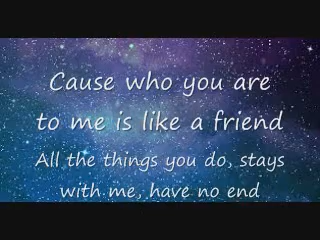 Cause who you are
to me is like a friend
All the things you do, stays
with me, have no end